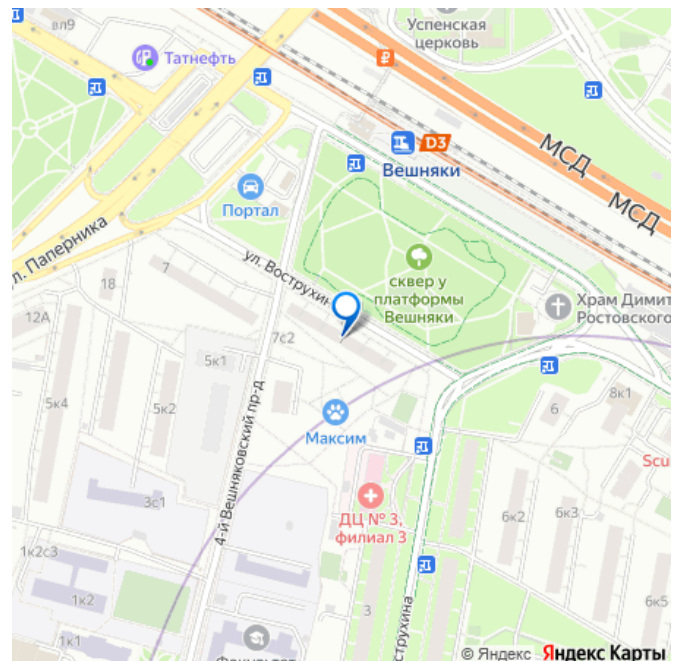 вл9
Татнефть
Успенская
церковь
₽
D3
Вешняки
МСД
МСД
Портал
л. Паперника
ул. Вострухин
сквер у
платформы
Вешняки
Храм Димит
Ростовского
7
18
12А
7с2
5к1
5к4
5к2
4-й Вешняковский пр-д
Максим
6
8к1
Scu
ДЦ № 3,
филиал 3
3с1
6к2
6к3
1к2с3
1к2
3
6к5
струхина
1к1
Факультет
© Яндекс Яндекс Карты